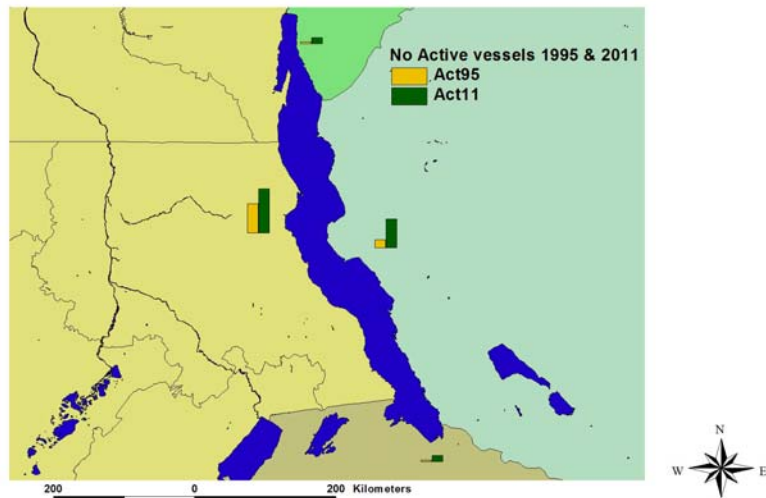 No Active vessels 1995 & 2011
Act95
Act11
N
W E
S
200 0 200 Kilometers